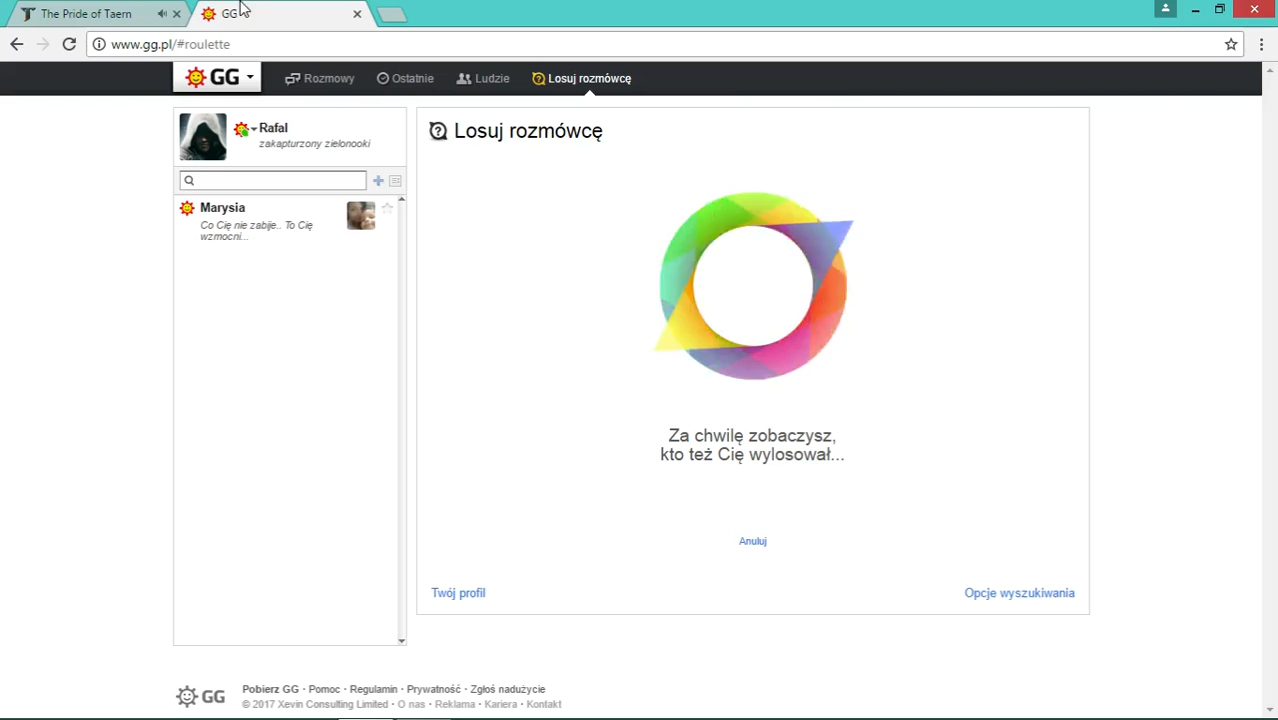 The Pride of Taern
GG
www.gg.pl/#roulette
GG
Rozmowy
Ostatnie
Ludzie
Losuj rozmówcę
Rafał
zakapturzony zielonooki
Marysia
Co Cię nie zabije.. To Cię
wzmocni...
Losuj rozmówcę
Za chwilę zobaczysz,
kto też Cię wylosował...
Anuluj
Twój profil
Opcje wyszukiwania
GG
Pobierz GG · Pomoc · Regulamin · Prywatność · Zgłoś nadużycie
© 2017 Xevin Consulting Limited · O nas · Reklama · Kariera · Kontakt